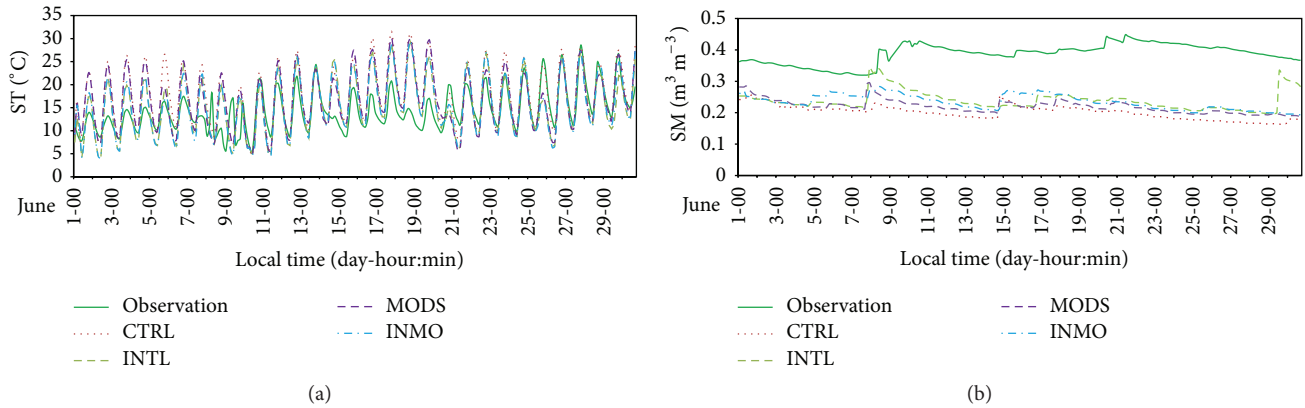 ST (°C)
35
30
25
20
15
10
5
0
June
1-00
3-00
5-00
7-00
9-00
11-00
13-00
15-00
17-00
19-00
21-00
23-00
25-00
27-00
29-00
Local time (day-hour:min)
Observation
CTRL
INTL
MODS
INMO
(a)
SM (m³ m⁻³)
0.5
0.4
0.3
0.2
0.1
0
June
1-00
3-00
5-00
7-00
9-00
11-00
13-00
15-00
17-00
19-00
21-00
23-00
25-00
27-00
29-00
Local time (day-hour:min)
Observation
CTRL
INTL
MODS
INMO
(b)